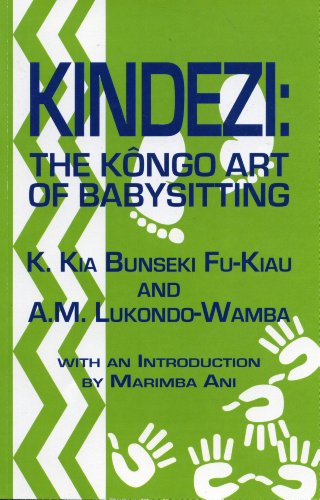 KINDEZI:
THE KÔNGO ART
OF BABYSITTING
K. KIA BUNSEKI FU-KIAU
AND
A.M. LUKONDO-WAMBA
WITH AN INTRODUCTION
BY MARIMBA ANI